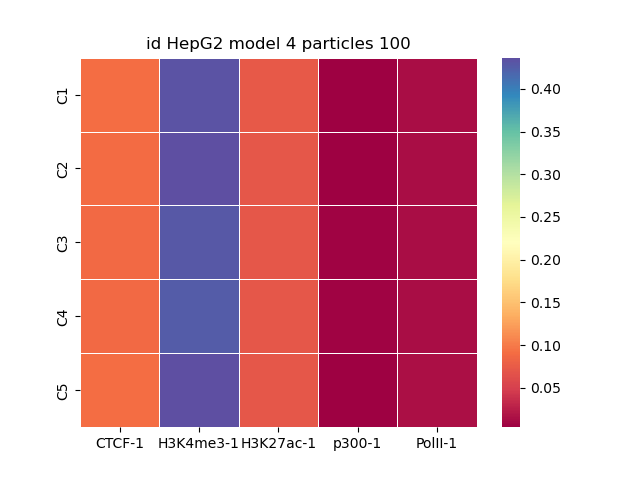 id HepG2 model 4 particles 100
C1
C2
C3
C4
C5
CTCF-1 H3K4me3-1 H3K27ac-1 p300-1 PolII-1
0.40
0.35
0.30
0.25
0.20
0.15
0.10
0.05